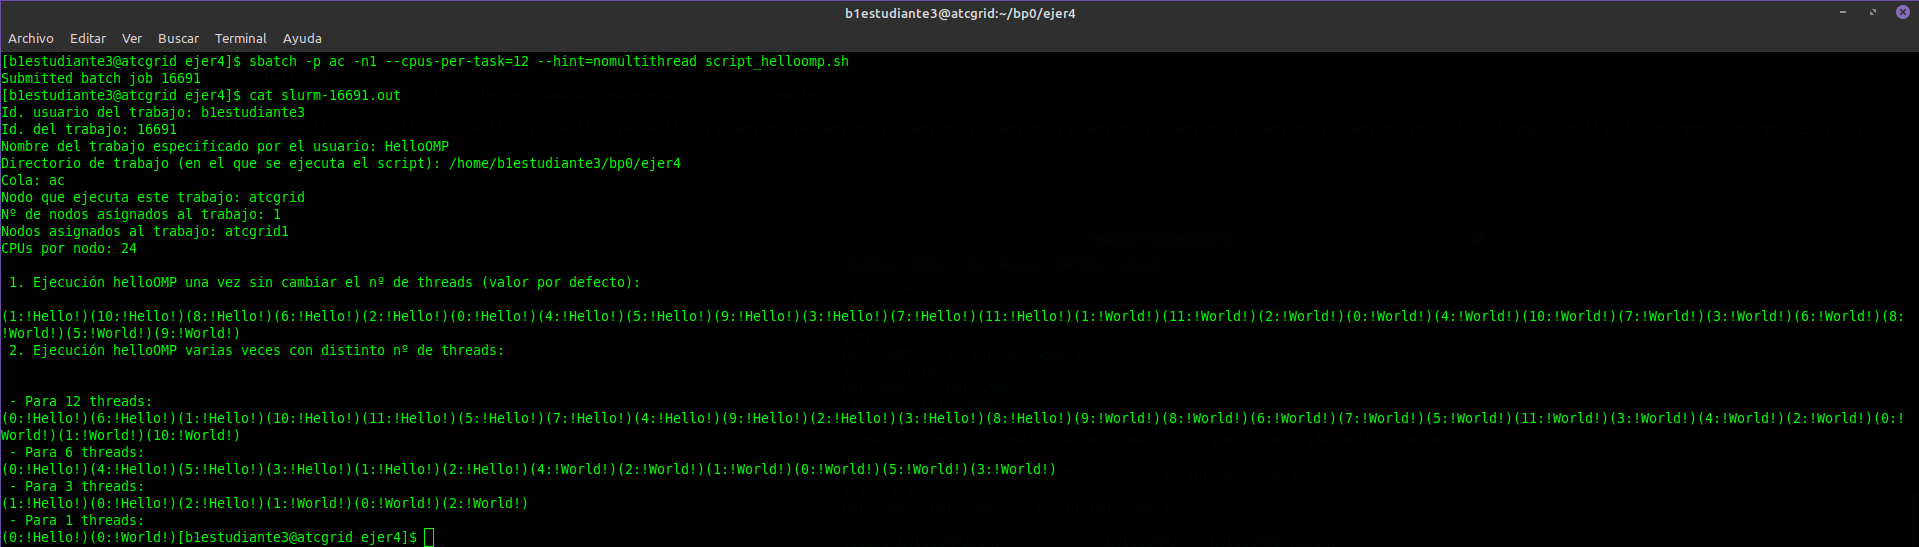 b1estudiante3@atcgrid:~/bp0/ejer4
Archivo Editar Ver Buscar Terminal Ayuda
[b1estudiante3@atcgrid ejer4]$ sbatch -p ac -n1 --cpus-per-task=12 --hint=nomultithread script_helloomp.sh
Submitted batch job 16691
[b1estudiante3@atcgrid ejer4]$ cat slurm-16691.out
Id. usuario del trabajo: b1estudiante3
Id. del trabajo: 16691
Nombre del trabajo especificado por el usuario: HelloOMP
Directorio de trabajo (en el que se ejecuta el script): /home/b1estudiante3/bp0/ejer4
Cola: ac
Nodo que ejecuta este trabajo: atcgrid
Nº de nodos asignados al trabajo: 1
Nodos asignados al trabajo: atcgrid1
CPUs por nodo: 24
1. Ejecución helloOMP una vez sin cambiar el nº de threads (valor por defecto):
(1:!Hello!)(10:!Hello!)(8:!Hello!)(6:!Hello!)(2:!Hello!)(0:!Hello!)(4:!Hello!)(5:!Hello!)(9:!Hello!)(3:!Hello!)(7:!Hello!)(11:!Hello!)(1:!World!)(11:!World!)(2:!World!)(0:!World!)(4:!World!)(10:!World!)(7:!World!)(3:!World!)(6:!World!)(8:
!World!)(5:!World!)(9:!World!)
2. Ejecución helloOMP varias veces con distinto nº de threads:
- Para 12 threads:
(0:!Hello!)(6:!Hello!)(1:!Hello!)(10:!Hello!)(11:!Hello!)(5:!Hello!)(7:!Hello!)(4:!Hello!)(9:!Hello!)(2:!Hello!)(3:!Hello!)(8:!Hello!)(9:!World!)(8:!World!)(6:!World!)(7:!World!)(5:!World!)(11:!World!)(3:!World!)(4:!World!)(2:!World!)(0:!
World!)(1:!World!)(10:!World!)
- Para 6 threads:
(0:!Hello!)(4:!Hello!)(5:!Hello!)(3:!Hello!)(1:!Hello!)(2:!Hello!)(4:!World!)(2:!World!)(1:!World!)(0:!World!)(5:!World!)(3:!World!)
- Para 3 threads:
(1:!Hello!)(0:!Hello!)(2:!Hello!)(1:!World!)(0:!World!)(2:!World!)
- Para 1 threads:
(0:!Hello!)(0:!World!)[b1estudiante3@atcgrid ejer4]$